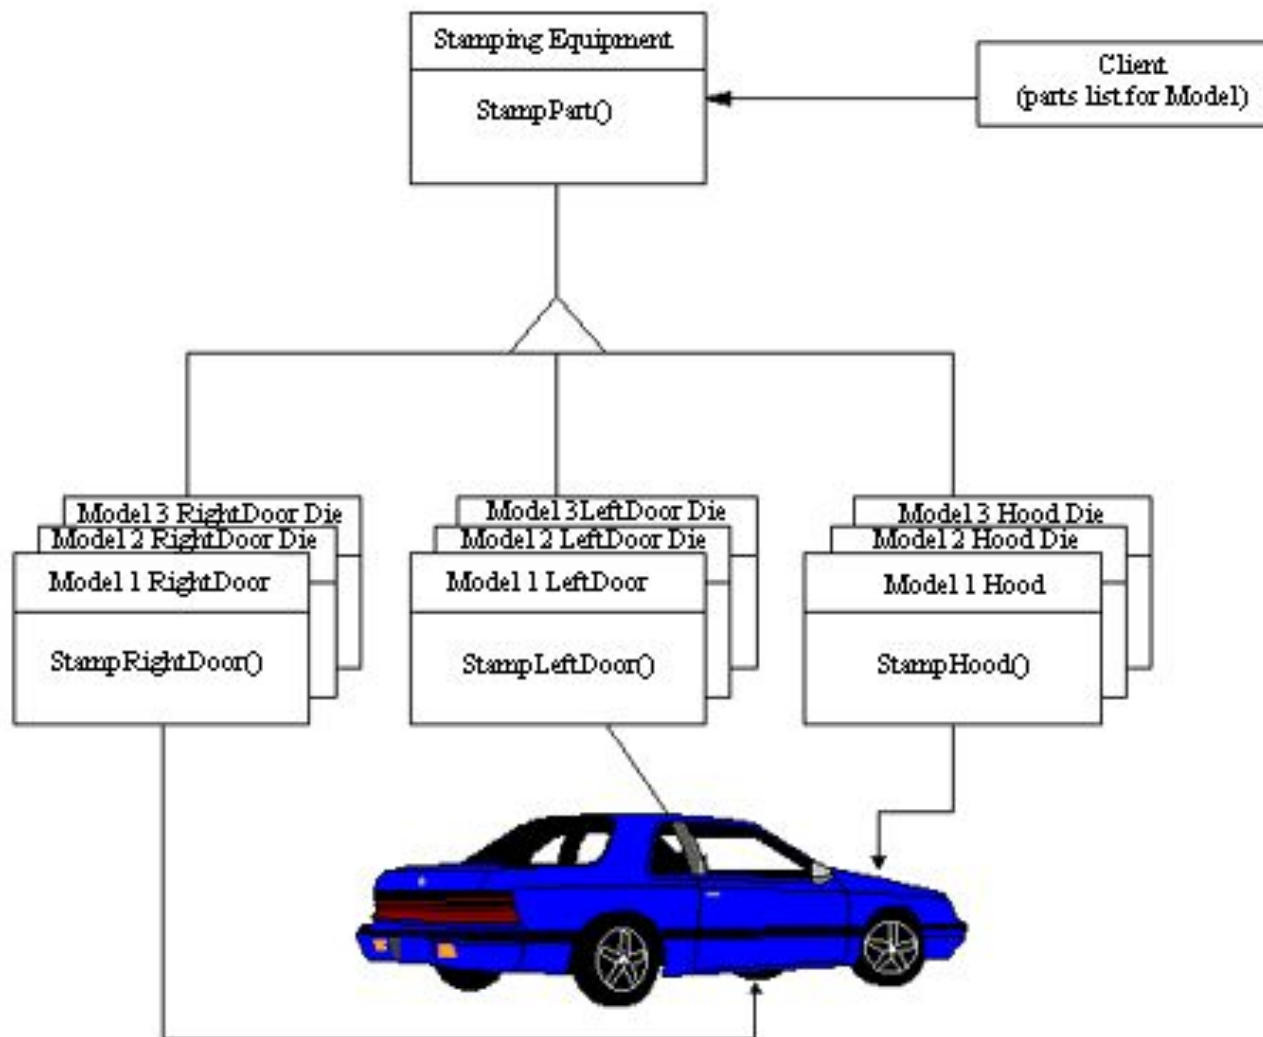 Stamping Equipment
StampPart()
Client
(parts list for Model)
Model 3 RightDoor Die
Model 2 RightDoor Die
Model 1 RightDoor
StampRightDoor()
Model 3 LeftDoor Die
Model 2 LeftDoor Die
Model 1 LeftDoor
StampLeftDoor()
Model 3 Hood Die
Model 2 Hood Die
Model 1 Hood
StampHood()